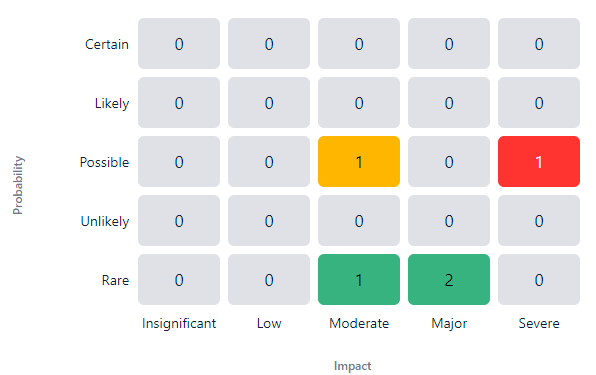 Certain 0 0 0 0 0
Likely 0 0 0 0 0
Probability
Possible 0 0 1 0 1
Unlikely 0 0 0 0 0
Rare 0 0 1 2 0
Insignificant Low Moderate Major Severe
Impact